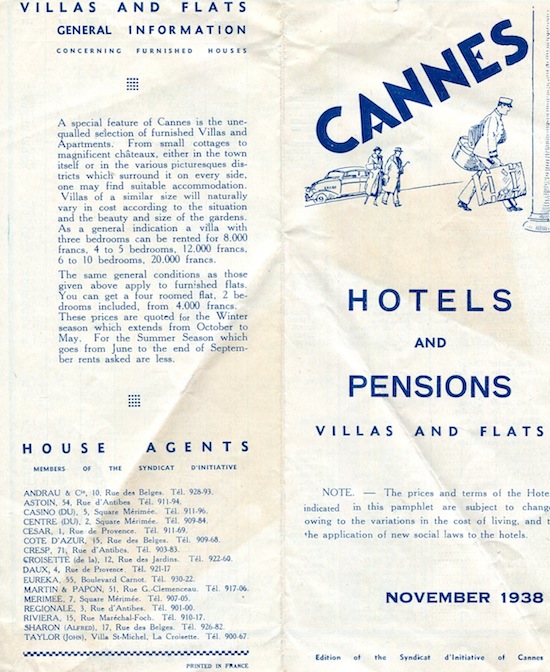 VILLAS AND FLATS
GENERAL INFORMATION
CONCERNING FURNISHED HOUSES
A special feature of Cannes is the une-
qualled selection of furnished Villas and
Apartments. From small cottages to
magnificent châteaux, either in the town
itself or in the various picturesques dis-
tricts which surround it on every side,
one may find suitable accommodation.
Villas of a similar size will naturally
vary in cost according to the situation
and the beauty and size of the gardens.
As a general indication a villa with
three bedrooms can be rented for 8.000
francs, 4 to 5 bedrooms, 12.000 francs,
6 to 10 bedrooms, 20.000 francs.
The same general conditions as those
given above apply to furnished flats.
You can get a four roomed flat, 2 be-
drooms included, from 4.000 francs.
These prices are quoted for the Winter
season which extends from October to
May. For the Summer Season which
goes from June to the end of Septem-
ber rents asked are less.
HOUSE AGENTS
MEMBERS OF THE SYNDICAT D'INITIATIVE
ANDRAU & Cie, 10, Rue des Belges. Tél. 928-93.
ASTOIN, 54, Rue d'Antibes. Tél. 911-94.
CASINO (DU), 5, Square Mérimée. Tél. 911-96.
CENTRE (DU), 2, Square Mérimée. Tél. 909-84.
CESAR, 1, Rue de Provence. Tél. 911-69.
COTE D'AZUR, 15, Rue des Belges. Tél. 909-68.
CRESP, 71, Rue d'Antibes. Tél. 903-83.
CROISETTE (de la), 12, Rue des Jardins. Tél. 922-60.
DAUX, 4, Rue de Provence. Tél. 921-17
EUREKA, 55, Boulevard Carnot. Tél. 930-22.
MARTIN & PAPON, 51, Rue G.-Clemenceau. Tél. 917-06.
MERIMEE, 7, Square Mérimée. Tél. 907-05.
REGIONALE, 3, Rue d'Antibes. Tél. 901-00.
RIVIERA, 15, Rue Maréchal-Foch. Tél. 910-17.
SHARON (ALFRED), 17, Rue des Belges. Tél. 926-82.
TAYLOR (JOHN), Villa St-Michel, La Croisette. Tél. 900-67.
PRINTED IN FRANCE
CANNES
HOTELS
AND
PENSIONS
VILLAS AND FLATS
NOTE. — The prices and terms of the Hote
indicated in this pamphlet are subject to change
owing to the variations in the cost of living, and t
the application of new social laws to the hotels.
NOVEMBER 1938
Edition of the Syndicat d'Initiative of Cannes